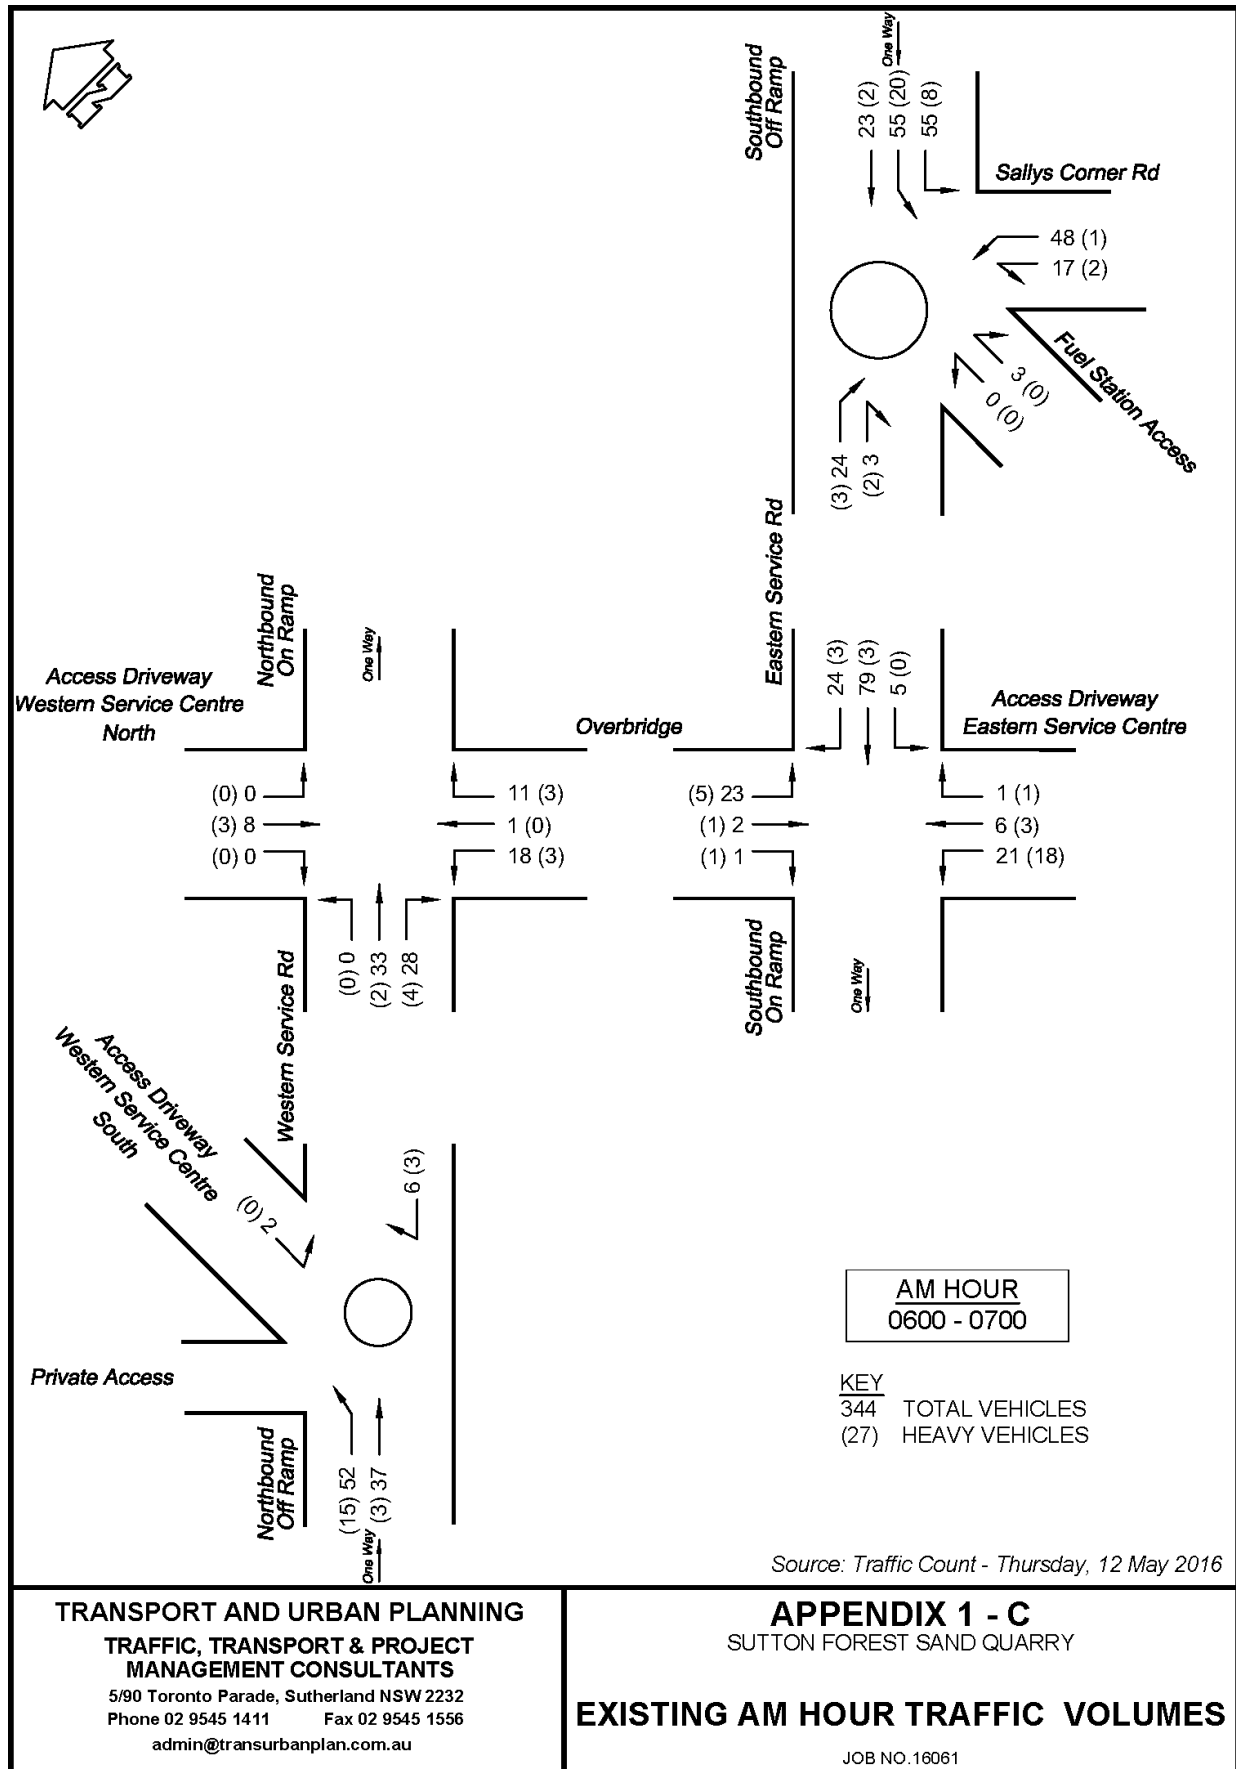 One Way
Southbound
Off Ramp
23 (2)
55 (20)
55 (8)
Sallys Corner Rd
48 (1)
17 (2)
Fuel Station Access
3 (0)
0 (0)
(3) 24
(2) 3
Eastern Service Rd
Northbound
On Ramp
One Way
Access Driveway
Western Service Centre
North
Overbridge
24 (3)
79 (3)
5 (0)
Access Driveway
Eastern Service Centre
(0) 0
(3) 8
(0) 0
11 (3)
1 (0)
18 (3)
(5) 23
(1) 2
(1) 1
1 (1)
6 (3)
21 (18)
(0) 0
(2) 33
(4) 28
Western Service Rd
Southbound
On Ramp
One Way
Access Driveway
Western Service Centre
South
(0) 2
6 (3)
Private Access
Northbound
Off Ramp
(15) 52
(3) 37
One Way
AM HOUR
0600 - 0700
KEY
344 TOTAL VEHICLES
(27) HEAVY VEHICLES
Source: Traffic Count - Thursday, 12 May 2016
TRANSPORT AND URBAN PLANNING
TRAFFIC, TRANSPORT & PROJECT
MANAGEMENT CONSULTANTS
5/90 Toronto Parade, Sutherland NSW 2232
Phone 02 9545 1411 Fax 02 9545 1556
admin@transurbanplan.com.au
APPENDIX 1 - C
SUTTON FOREST SAND QUARRY
EXISTING AM HOUR TRAFFIC VOLUMES
JOB NO.16061